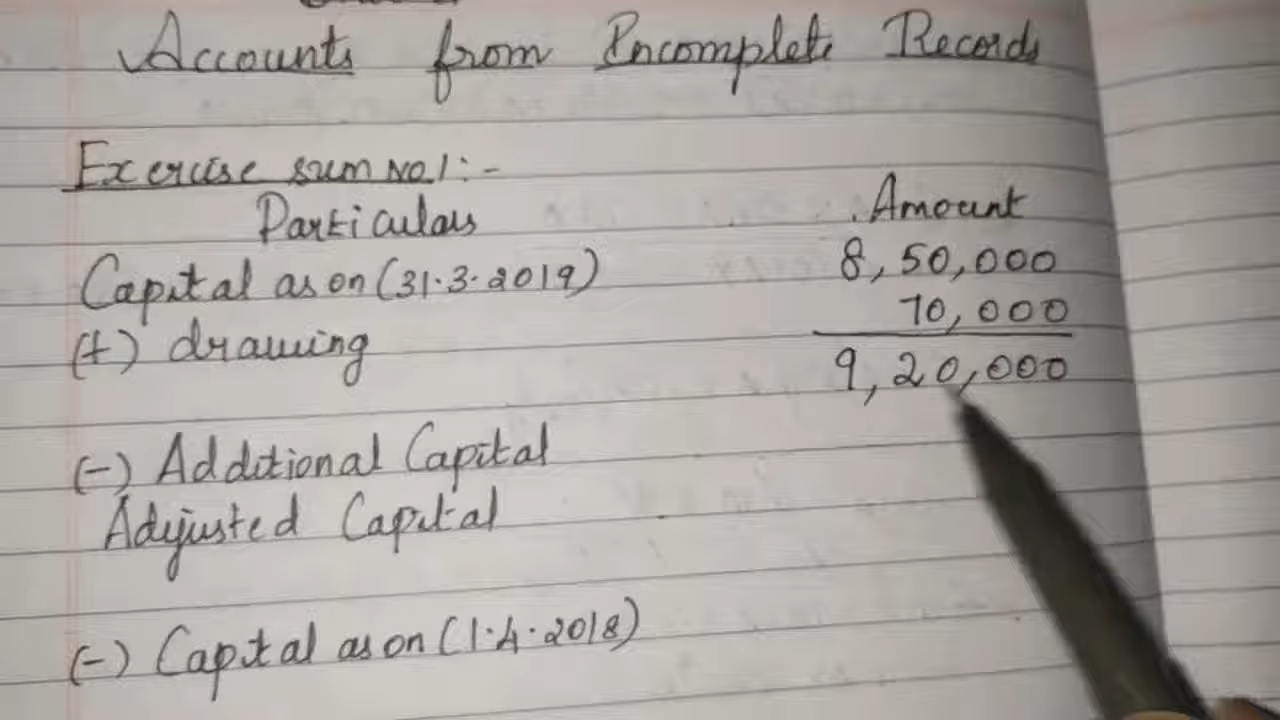 Accounts from Incomplete Records
Exercise sum No1:-
Particulars Amount
Capital as on (31.3.2019) 8,50,000
(+) drawing 70,000
9,20,000
(-) Additional Capital
Adjusted Capital
(-) Capital as on (1.4.2018)